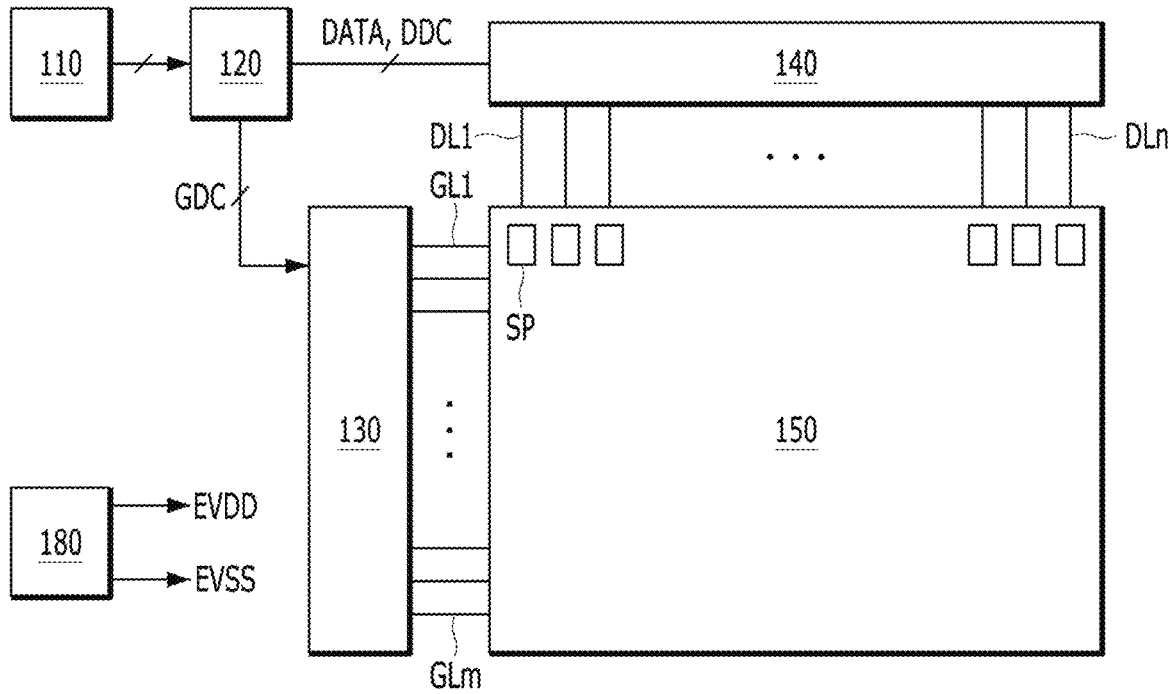 110
120
DATA, DDC
140
DL1
. . .
DLn
GDC
GL1
SP
130
150
180
EVDD
EVSS
GLm